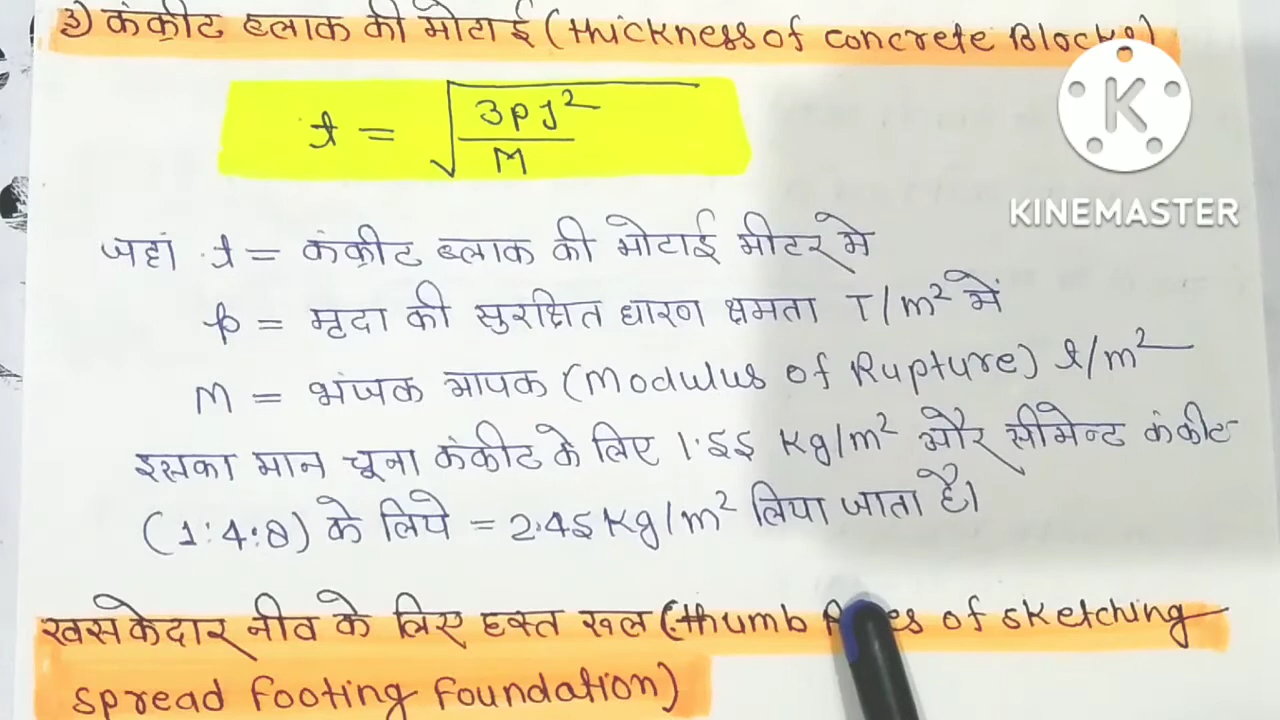 3) कंक्रीट ब्लाक की मोटाई (thickness of concrete Blocks)
t = √(3pj²/M)
K
KINEMASTER
जहां t = कंक्रीट ब्लाक की मोटाई मीटर मे
p = मृदा की सुरक्षित धारण क्षमता T/m² में
M = भंजक मापक (Modulus of Rupture) t/m²
इसका मान चूना कंक्रीट के लिए 1.55 Kg/m² और सीमेन्ट कंक्रीट
(1:4:8) के लिये = 2.45 Kg/m² लिया जाता है।
खसकेदार नीव के लिए हक्त रूल (thumb of sketching
spread footing foundation)